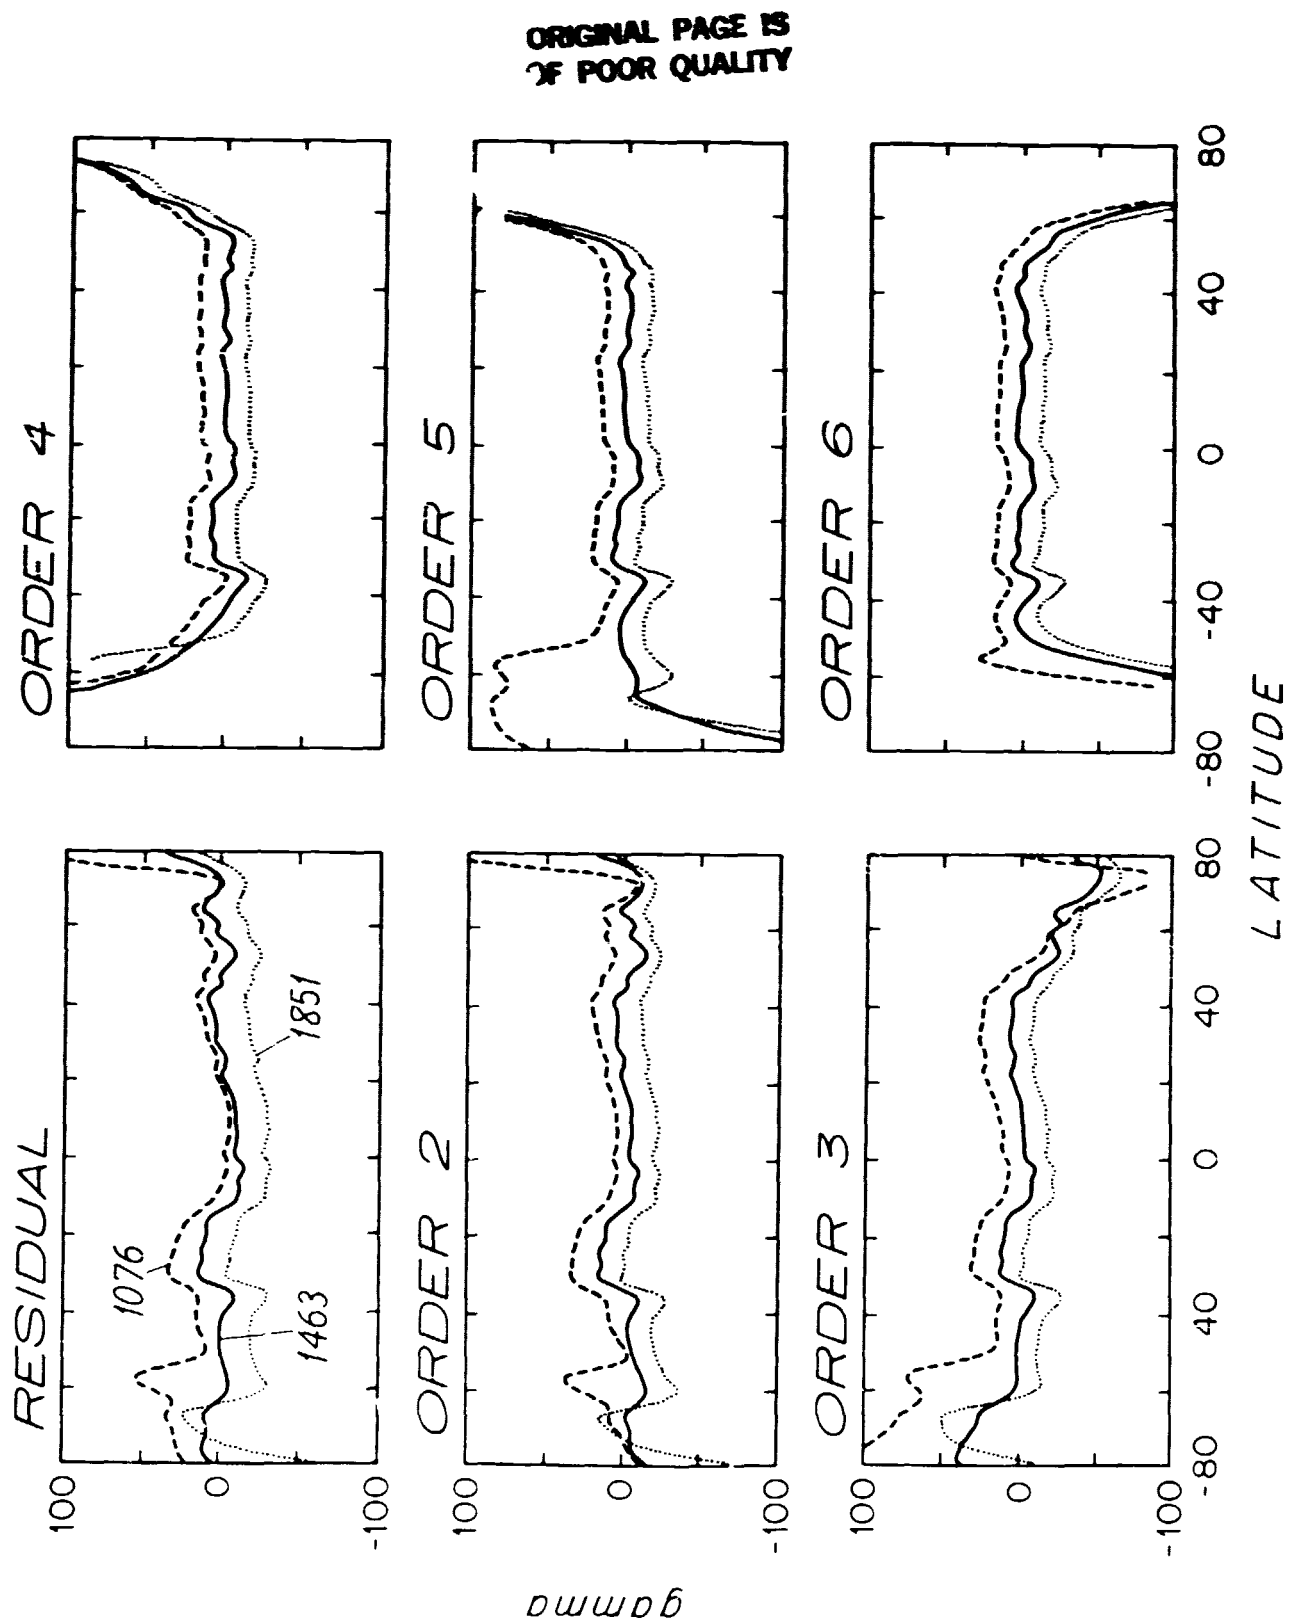 ORIGINAL PAGE IS
OF POOR QUALITY
RESIDUAL
100
0
-100
1076
1463
1851
ORDER 4
ORDER 2
100
0
-100
ORDER 5
ORDER 3
100
0
-100
-80
40
0
40
80
ORDER 6
-80
-40
0
40
80
gamma
LATITUDE